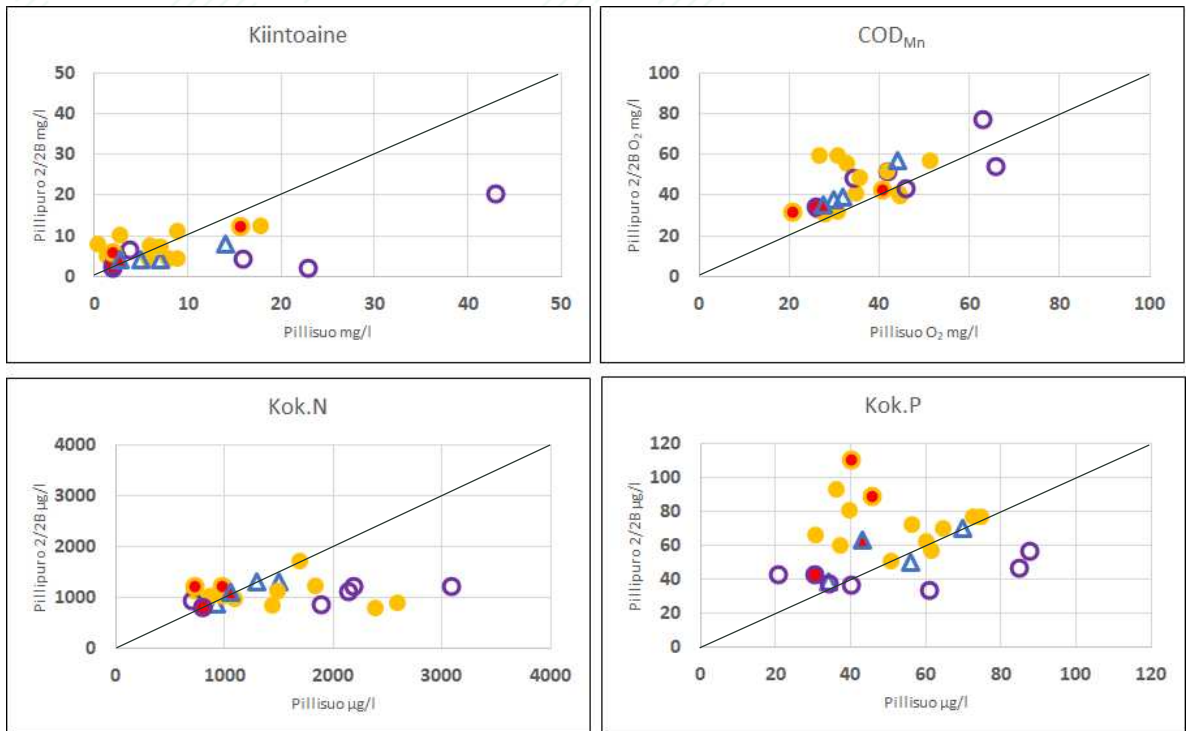 Kiintoaine
Pillipuro 2/2B mg/l
50
40
30
20
10
0
0 10 20 30 40 50
Pillisuo mg/l
COD_Mn
Pillipuro 2/2B O₂ mg/l
100
80
60
40
20
0
0 20 40 60 80 100
Pillisuo O₂ mg/l
Kok.N
Pillipuro 2/2B µg/l
4000
3000
2000
1000
0
0 1000 2000 3000 4000
Pillisuo µg/l
Kok.P
Pillipuro 2/2B µg/l
120
100
80
60
40
20
0
0 20 40 60 80 100 120
Pillisuo µg/l